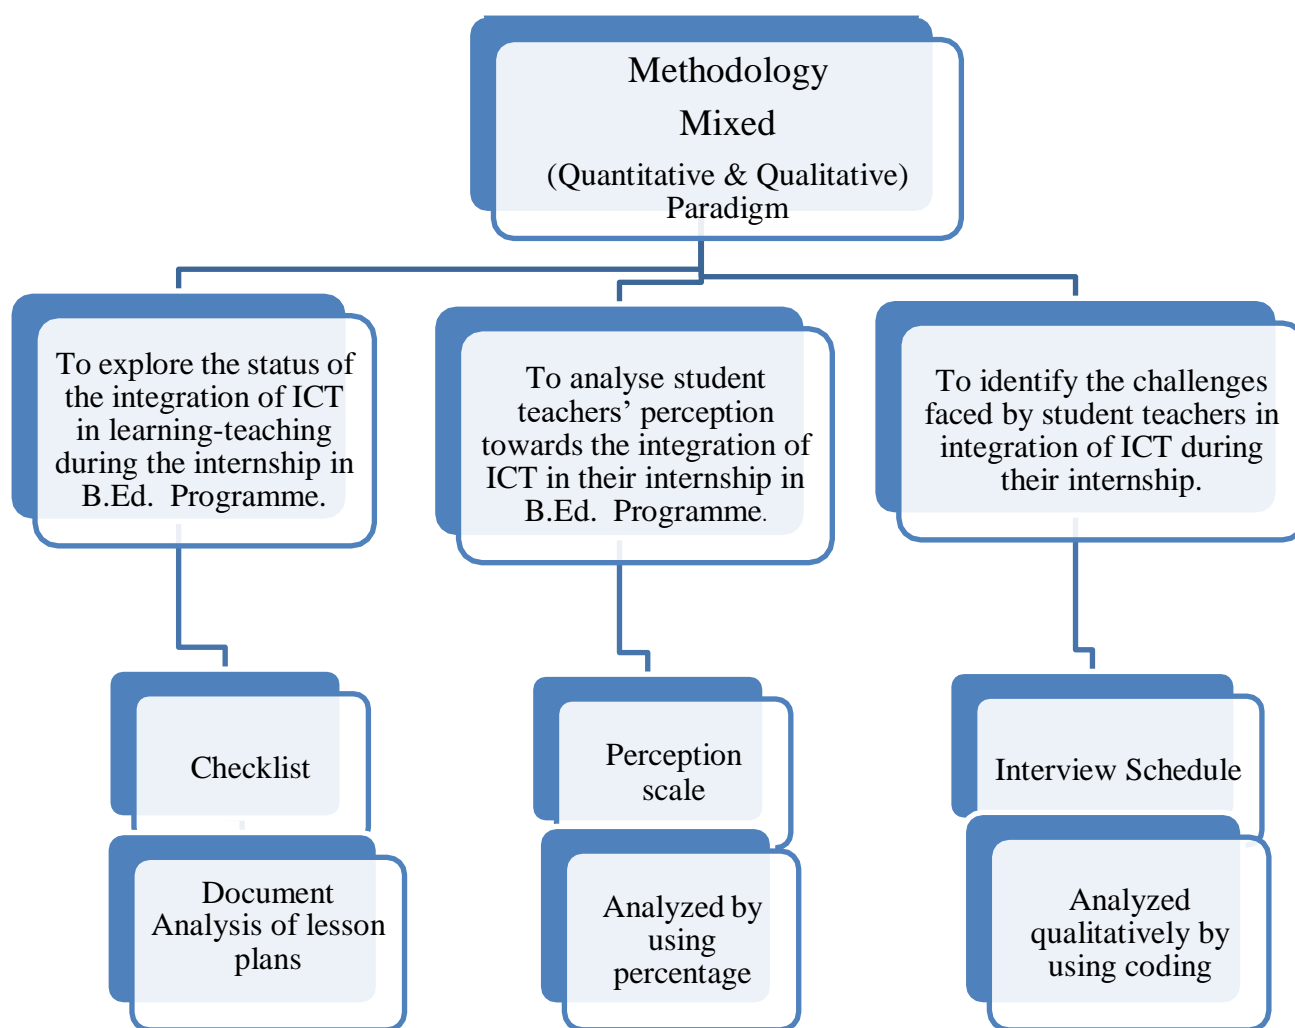 Methodology
Mixed
(Quantitative & Qualitative)
Paradigm
To explore the status of
the integration of ICT
in learning-teaching
during the internship in
B.Ed.  Programme.
To analyse student
teachers’ perception
towards the integration of
ICT in their internship in
B.Ed.  Programme.
To identify the challenges
faced by student teachers in
integration of ICT during
their internship.
Checklist
Perception
scale
Interview Schedule
Document
Analysis of lesson
plans
Analyzed by
using
percentage
Analyzed
qualitatively by
using coding